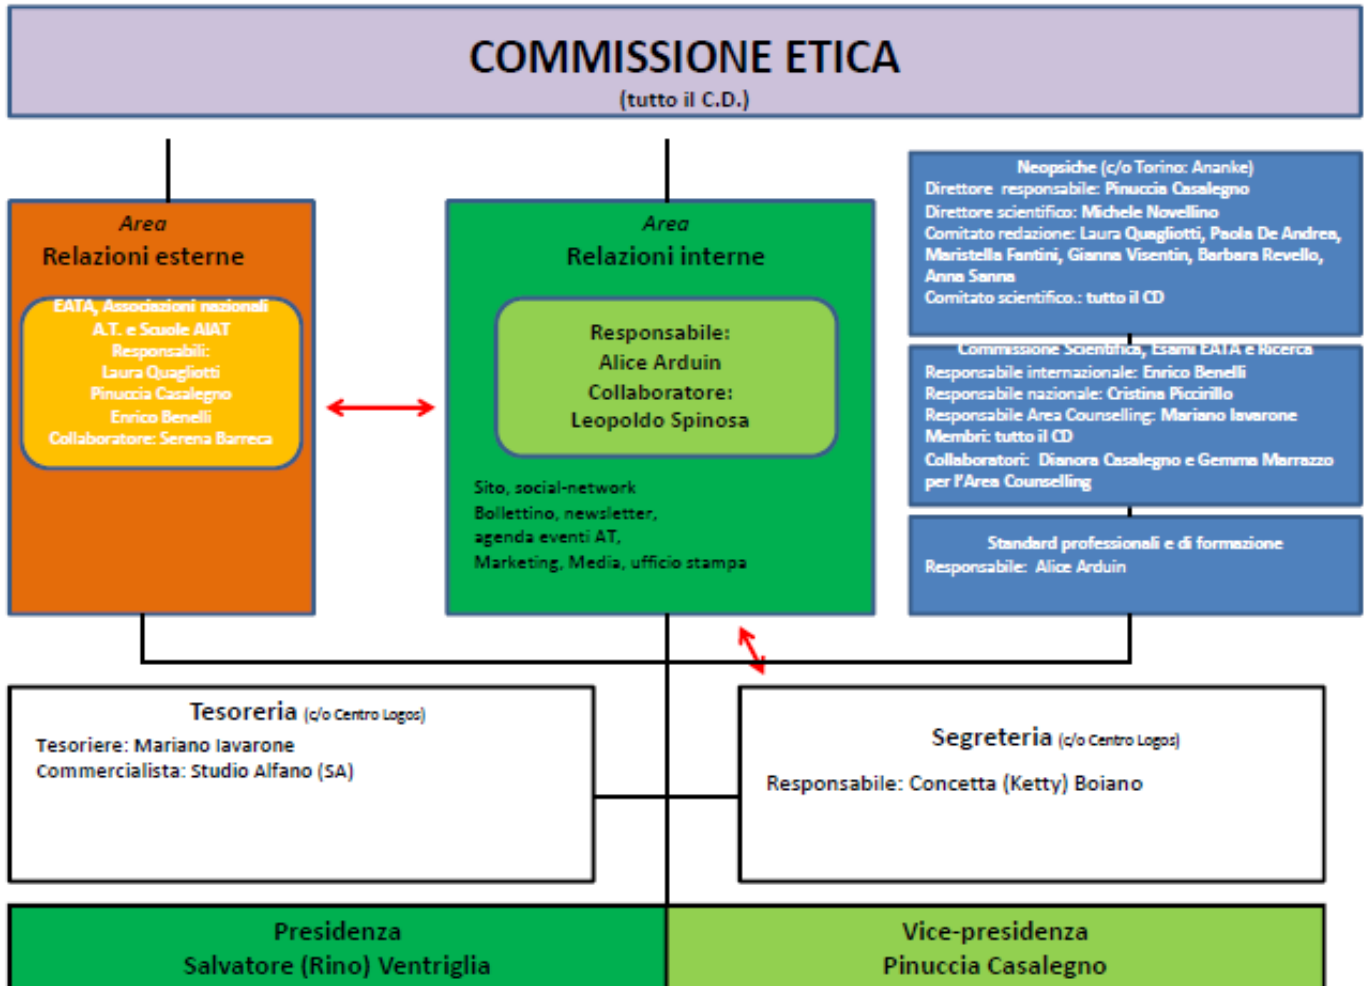 COMMISSIONE ETICA
(tutto il C.D.)
Area
Relazioni esterne
EATA, Associazioni nazionali
A.T. e Scuole AIAT
Responsabili:
Laura Quagliotti
Pinuccia Casalegno
Enrico Benelli
Collaboratore: Serena Barreca
Area
Relazioni interne
Responsabile:
Alice Arduin
Collaboratore:
Leopoldo Spinosa
Sito, social-network
Bollettino, newsletter,
agenda eventi AT,
Marketing, Media, ufficio stampa
Neopsiche (c/o Torino: Ananke)
Direttore responsabile: Pinuccia Casalegno
Direttore scientifico: Michele Novellino
Comitato redazione: Laura Quagliotti, Paola De Andrea,
Maristella Fantini, Gianna Visentin, Barbara Revello,
Anna Sanna
Comitato scientifico.: tutto il CD
Commissione Scientifica, Esami EATA e Ricerca
Responsabile internazionale: Enrico Benelli
Responsabile nazionale: Cristina Piccirillo
Responsabile Area Counselling: Mariano Iavarone
Membri: tutto il CD
Collaboratori: Dianora Casalegno e Gemma Marrazzo
per l'Area Counselling
Standard professionali e di formazione
Responsabile: Alice Arduin
Tesoreria (c/o Centro Logos)
Tesoriere: Mariano Iavarone
Commercialista: Studio Alfano (SA)
Segreteria (c/o Centro Logos)
Responsabile: Concetta (Ketty) Boiano
Presidenza
Salvatore (Rino) Ventriglia
Vice-presidenza
Pinuccia Casalegno